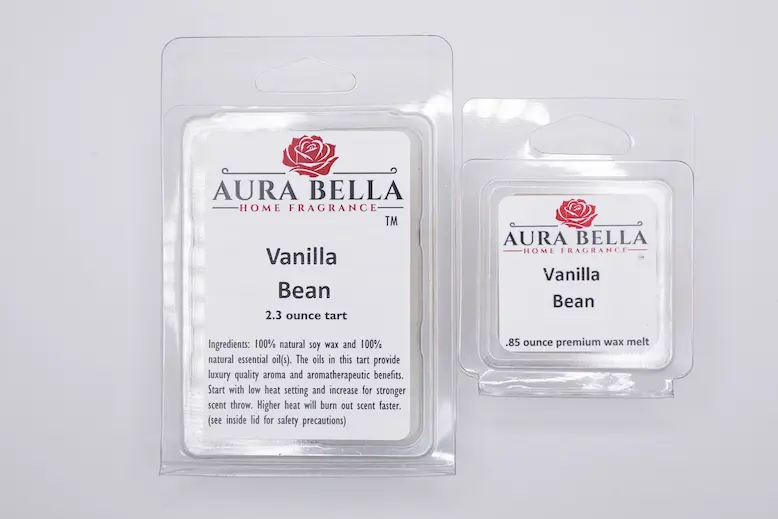 AURA BELLA
HOME FRAGRANCE
TM
Vanilla
Bean
2.3 ounce tart
Ingredients: 100% natural soy wax and 100%
natural essential oil(s). The oils in this tart provide
luxury quality aroma and aromatherapeutic benefits.
Start with low heat setting and increase for stronger
scent throw. Higher heat will burn out scent faster.
(see inside lid for safety precautions)
AURA BELLA
HOME FRAGRANCE
Vanilla
Bean
.85 ounce premium wax melt